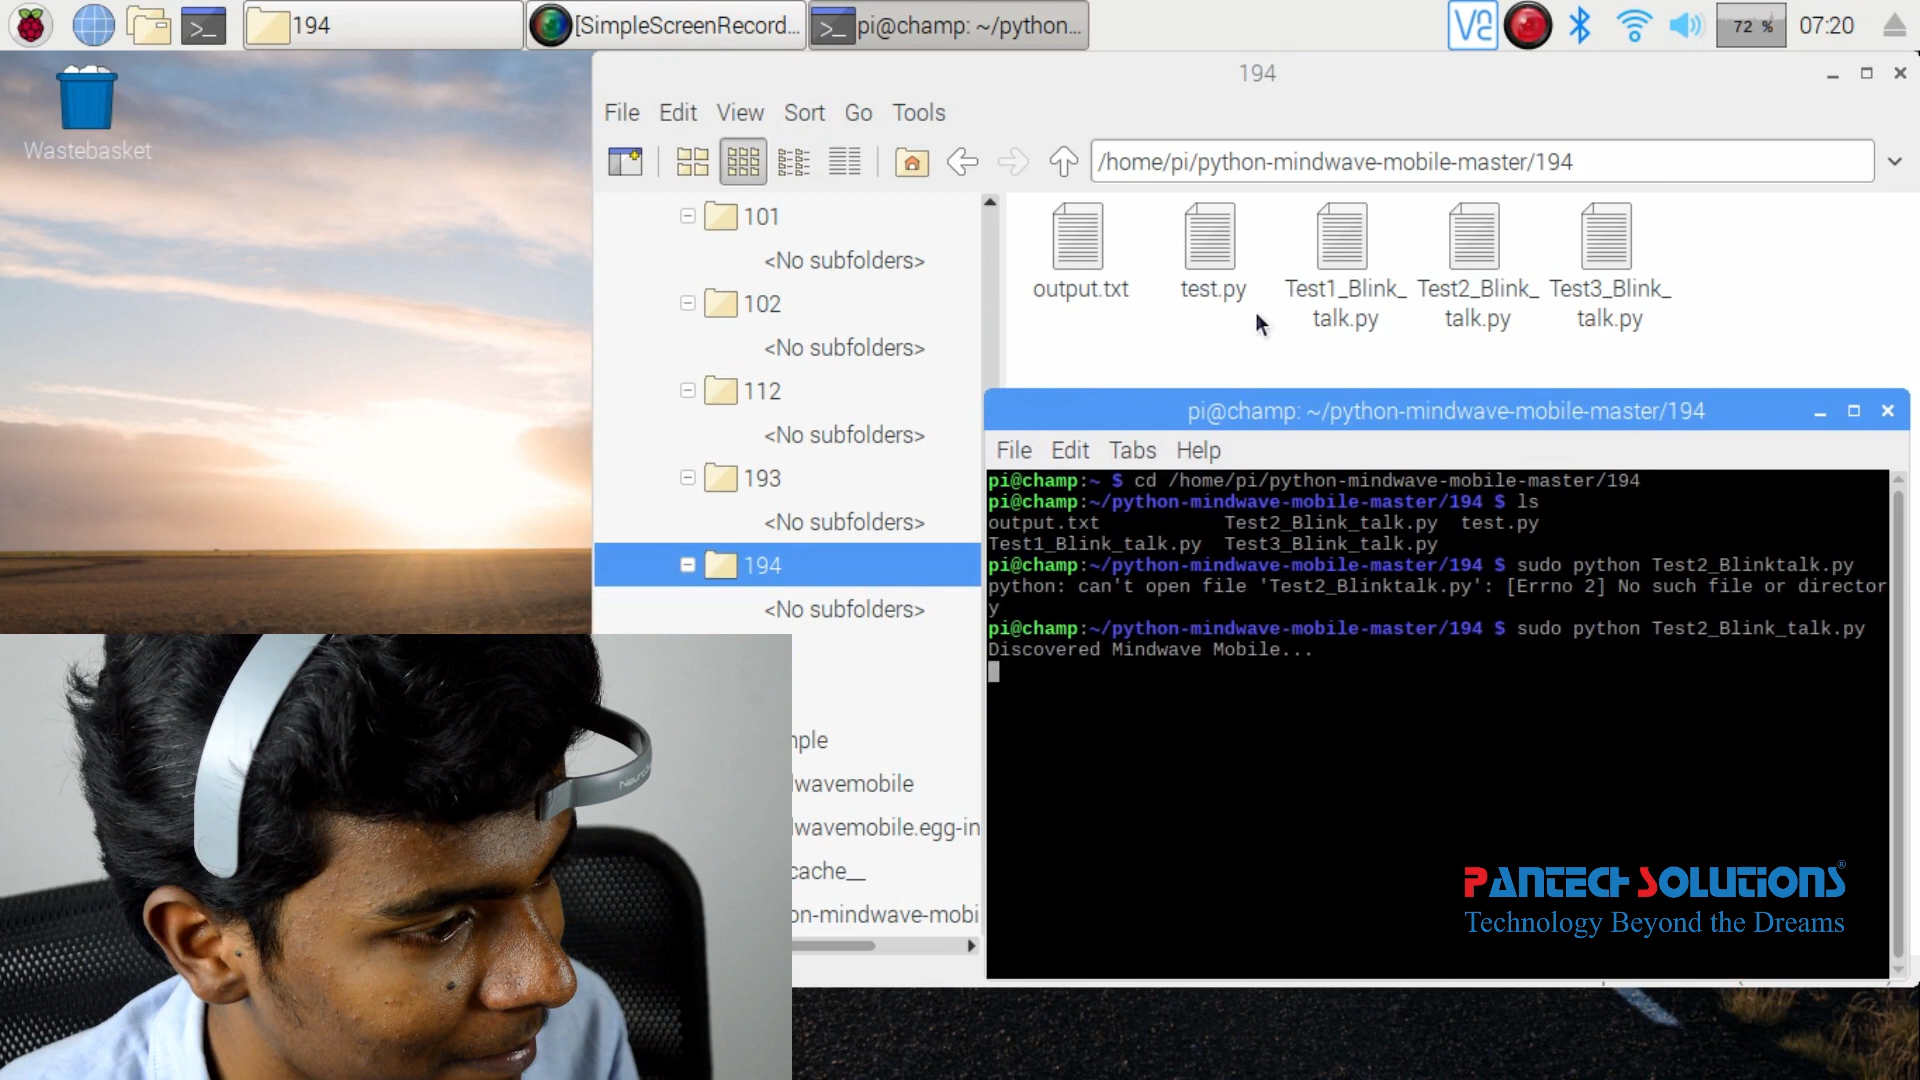 194
[SimpleScreenRecord...
pi@champ: ~/python...
72 %
07:20
Wastebasket
194
File Edit View Sort Go Tools
/home/pi/python-mindwave-mobile-master/194
101
<No subfolders>
102
<No subfolders>
112
<No subfolders>
193
<No subfolders>
194
<No subfolders>
wavemobile
wavemobile.egg-in
cache__
on-mindwave-mobi
output.txt
test.py
Test1_Blink_
talk.py
Test2_Blink_
talk.py
Test3_Blink_
talk.py
pi@champ: ~/python-mindwave-mobile-master/194
File Edit Tabs Help
pi@champ:~ $ cd /home/pi/python-mindwave-mobile-master/194
pi@champ:~/python-mindwave-mobile-master/194 $ ls
output.txt Test2_Blink_talk.py test.py
Test1_Blink_talk.py Test3_Blink_talk.py
pi@champ:~/python-mindwave-mobile-master/194 $ sudo python Test2_Blinktalk.py
python: can't open file 'Test2_Blinktalk.py': [Errno 2] No such file or director
y
pi@champ:~/python-mindwave-mobile-master/194 $ sudo python Test2_Blink_talk.py
Discovered Mindwave Mobile...
PANTECH SOLUTIONS®
Technology Beyond the Dreams